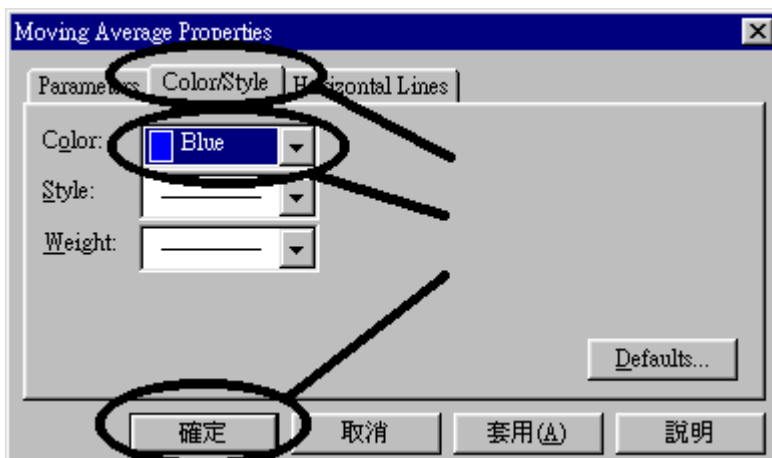 Moving Average Properties
Parameters Color/Style Horizontal Lines
Color: Blue
Style:
Weight:
Defaults...
確定 取消 套用(A) 說明